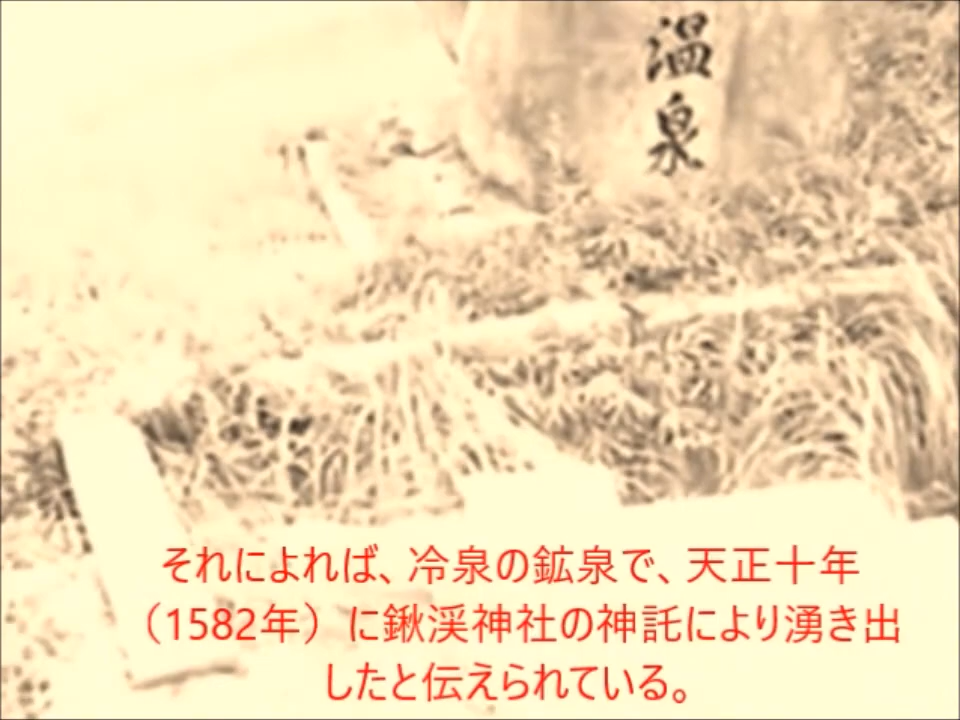 温泉
それによれば、冷泉の鉱泉で、天正十年
（1582年）に鍬渓神社の神託により湧き出
したと伝えられている。